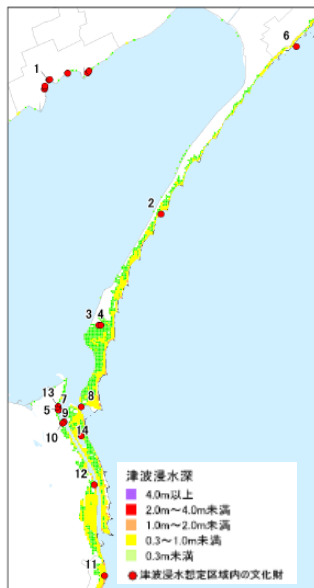 1
6
2
3 4
13
7
8
5
9
10
14
12
11
津波浸水深
4.0m以上
2.0m～4.0m未満
1.0m～2.0m未満
0.3～1.0m未満
0.3m未満
津波浸水想定区域内の文化財